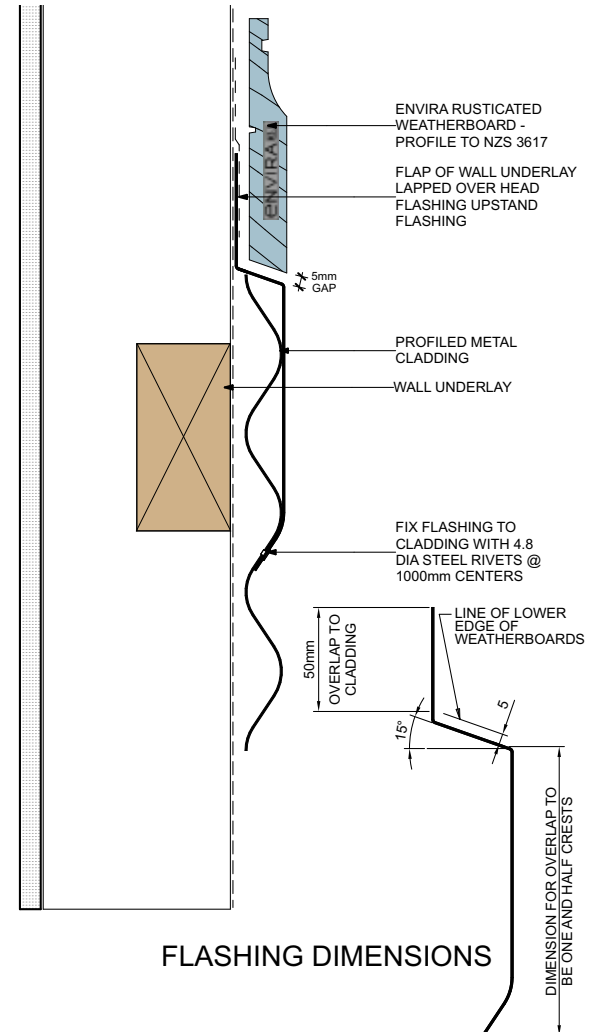 ENVIRA RUSTICATED
WEATHERBOARD -
PROFILE TO NZS 3617
FLAP OF WALL UNDERLAY
LAPPED OVER HEAD
FLASHING UPSTAND
FLASHING
ENVIRA
5mm
GAP
PROFILED METAL
CLADDING
WALL UNDERLAY
FIX FLASHING TO
CLADDING WITH 4.8
DIA STEEL RIVETS @
1000mm CENTERS
LINE OF LOWER
EDGE OF
WEATHERBOARDS
50mm
OVERLAP TO
CLADDING
15°
5
DIMENSION FOR OVERLAP TO
BE ONE AND HALF CRESTS
FLASHING DIMENSIONS